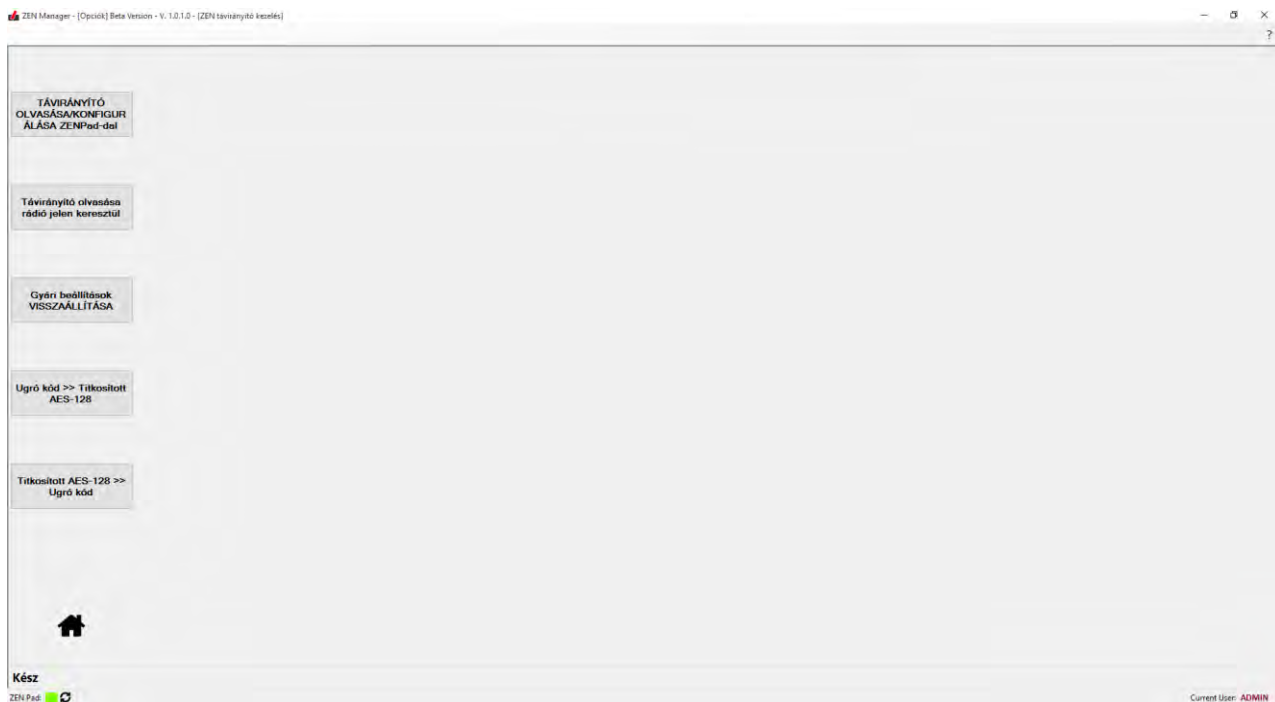 ZEN Manager - [Opciók] Beta Version - V. 1.0.1.0 - [ZEN távirányító kezelés]
?
TÁVIRÁNYÍTÓ
OLVASÁSA/KONFIGUR
ÁLÁSA ZENPad-dal
Távirányító olvasása
rádió jelen keresztül
Gyári beállítások
VISSZAÁLLÍTÁSA
Ugró kód >> Titkosított
AES-128
Titkosított AES-128 >>
Ugró kód
Kész
ZEN Pad: Current User: ADMIN